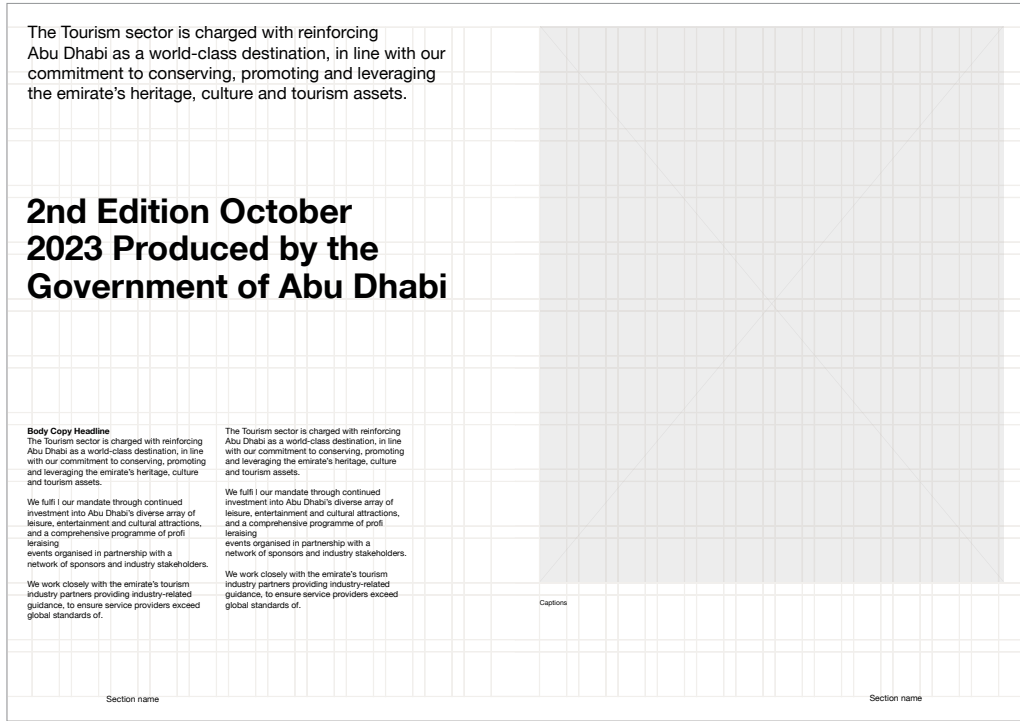 The Tourism sector is charged with reinforcing
Abu Dhabi as a world-class destination, in line with our
commitment to conserving, promoting and leveraging
the emirate’s heritage, culture and tourism assets.
2nd Edition October
2023 Produced by the
Government of Abu Dhabi
Body Copy Headline
The Tourism sector is charged with reinforcing
Abu Dhabi as a world-class destination, in line
with our commitment to conserving, promoting
and leveraging the emirate’s heritage, culture
and tourism assets.
We fulfi l our mandate through continued
investment into Abu Dhabi’s diverse array of
leisure, entertainment and cultural attractions,
and a comprehensive programme of profi
leraising
events organised in partnership with a
network of sponsors and industry stakeholders.
We work closely with the emirate’s tourism
industry partners providing industry-related
guidance, to ensure service providers exceed
global standards of.
The Tourism sector is charged with reinforcing
Abu Dhabi as a world-class destination, in line
with our commitment to conserving, promoting
and leveraging the emirate’s heritage, culture
and tourism assets.
We fulfi l our mandate through continued
investment into Abu Dhabi’s diverse array of
leisure, entertainment and cultural attractions,
and a comprehensive programme of profi
leraising
events organised in partnership with a
network of sponsors and industry stakeholders.
We work closely with the emirate’s tourism
industry partners providing industry-related
guidance, to ensure service providers exceed
global standards of.
Captions
Section name
Section name